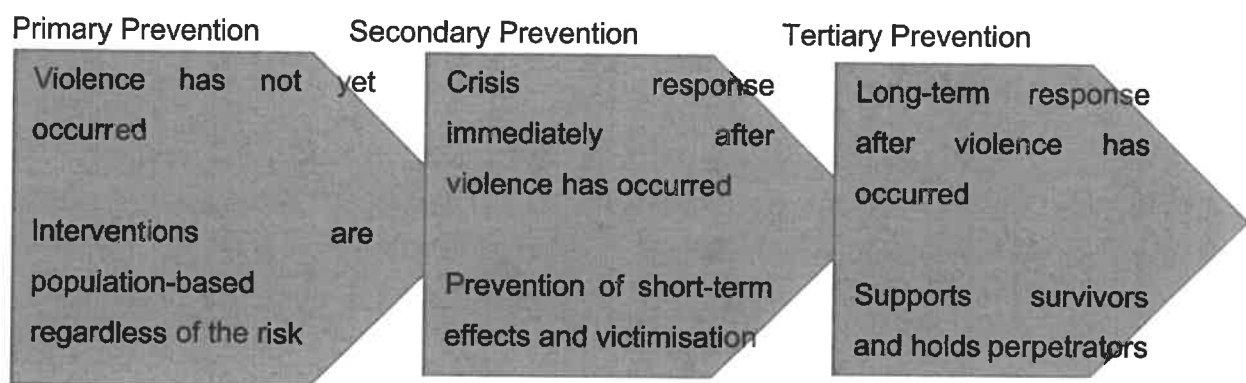 Primary Prevention
Violence has not yet
occurred
Interventions are
population-based
regardless of the risk
Secondary Prevention
Crisis response
immediately after
violence has occurred
Prevention of short-term
effects and victimisation
Tertiary Prevention
Long-term response
after violence has
occurred
Supports survivors
and holds perpetrators